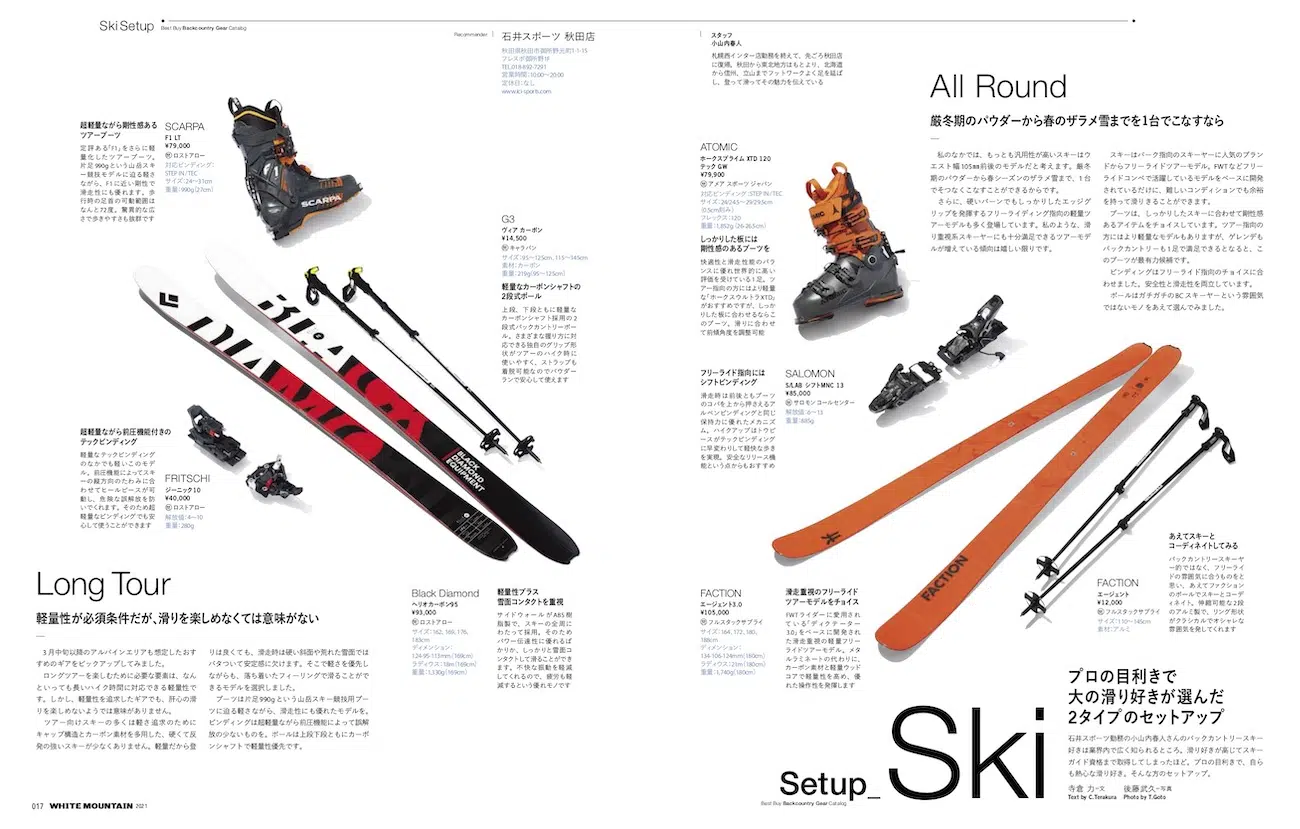 Ski Setup Best Buy Backcountry Gear Catalog
Recommender
石井スポーツ 秋田店
秋田県秋田市御所野元町1-1-15
フレスポ御所野1F
TEL.018-892-7291
営業時間:10:00~20:00
定休日:なし
www.ici-sports.com
スタッフ
小山内春人
札幌西インター店勤務を終えて、先ごろ秋田店
に復帰。秋田から東北地方はもとより、北海道
から信州、立山までフットワークよく足を延ば
し、登って滑ってその魅力を伝えている
超軽量ながら剛性感ある
ツアーブーツ
定評ある「F1」をさらに軽
量化したツアーブーツ。
片足990gという山岳スキ
ー競技モデルに迫る軽さ
ながら、F1に近い剛性で
滑走性にも優れます。歩
行時の足首の可動範囲は
なんと72度。驚異的な広
さで歩きやすさも抜群です
SCARPA
F1 LT
¥79,000
問ロストアロー
対応ビンディング:
STEP IN/TEC
サイズ:24~31cm
重量:990g(27cm)
SCARPA
G3
ヴィア カーボン
¥14,500
問キャラバン
サイズ:95~125cm、115~145cm
素材:カーボン
重量:219g(95~125cm)
軽量なカーボンシャフトの
2段式ポール
上段、下段ともに軽量な
カーボンシャフト採用の2
段式バックカントリーポー
ル。さまざまな握り方に対
応できる独自のグリップ形
状がツアーのハイク時に
使いやすく、ストラップも
着脱可能なのでパウダー
ランで安心して使えます
BLACK
DIAMOND
BLACK
DIAMOND
EQUIPMENT
超軽量ながら前圧機能付きの
テックビンディング
軽量なテックビンディング
のなかでも軽いこのモデ
ル。前圧機能によってスキ
ーの縦方向のたわみに合
わせてヒールピースが可
動し、危険な誤解放を防
いでくれます。そのため超
軽量なビンディングでも安
心して使うことができます
FRITSCHI
ジーニック10
¥40,000
問ロストアロー
解放値:4~10
重量:280g
Long Tour
軽量性が必須条件だが、滑りを楽しめなくては意味がない
3月中旬以降のアルパインエリアも想定したおす
すめのギアをピックアップしてみました。
ロングツアーを楽しむために必要な要素は、なん
といっても長いハイク時間に対応できる軽量性で
す。しかし、軽量性を追求したギアでも、肝心の滑
りを楽しめないようでは意味がありません。
ツアー向けスキーの多くは軽さ追求のために
キャップ構造とカーボン素材を多用した、硬くて反
発の強いスキーが少なくありません。軽量だから登
りは良くても、滑走時は硬い斜面や荒れた雪面では
バタついて安定感に欠けます。そこで軽さを優先し
ながらも、落ち着いたフィーリングで滑ることがで
きるモデルを選択しました。
ブーツは片足990gという山岳スキー競技用ブー
ツに迫る軽さながら、滑走性にも優れたモデルを。
ビンディングは超軽量ながら前圧機能によって誤解
放の少ないものを。ポールは上段下段ともにカーボ
ンシャフトで軽量性優先です。
Black Diamond
ヘリオカーボン95
¥93,000
問ロストアロー
サイズ:162、169、176、
183cm
ディメンション:
124-95-113mm(169cm)
ラディウス:18m(169cm)
重量:1,330g(169cm)
軽量性プラス
雪面コンタクトを重視
サイドウォールがABS樹
脂製で、スキーの全周に
わたって採用。そのため
パワー伝達性に優れるば
かりか、しっかりと雪面コ
ンタクトして滑ることができ
ます。不快な振動を軽減
してくれるので、疲労も軽
減するという優れモノです
017 WHITE MOUNTAIN 2021
All Round
厳冬期のパウダーから春のザラメ雪までを1台でこなすなら
私のなかでは、もっとも汎用性が高いスキーはウ
エスト幅105mm前後のモデルだと考えます。厳冬
期のパウダーから春シーズンのザラメ雪まで、1台
でそつなくこなすことができるからです。
さらに、硬いバーンでもしっかりしたエッジグ
リップを発揮するフリーライディング指向の軽量ツ
アーモデルも多く登場しています。私のような、滑
り重視系スキーヤーにも十分満足できるツアーモデ
ルが増えている傾向は嬉しい限りです。
スキーはパーク指向のスキーヤーに人気のブラン
ドからフリーライドツアーモデル。FWTなどフリー
ライドコンペで活躍しているモデルをベースに開発
されているだけに、難しいコンディションでも余裕
を持って滑りきることができます。
ブーツは、しっかりしたスキーに合わせて剛性感
あるアイテムをチョイスしています。ツアー指向の
方にはより軽量なモデルもありますが、ゲレンデも
バックカントリーも1足で満足できるとなると、こ
のブーツが最有力候補です。
ビンディングはフリーライド指向のチョイスに合
わせました。安全性と滑走性を両立しています。
ポールはガチガチのBCスキーヤーという雰囲気
ではないモノをあえて選んでみました。
ATOMIC
ホークスプライム XTD 120
テック GW
¥79,900
問アメア スポーツ ジャパン
対応ビンディング:STEP IN/TEC
サイズ:24/24.5~29/29.5cm
(0.5cm刻み)
フレックス:120
重量:1,852g (26-26.5cm)
しっかりした板には
剛性感のあるブーツを
快適性と滑走性能のバラ
ンスに優れ世界的に高い
評価を受けている1足。ツ
アー指向の方にはより軽量
な「ホークスウルトラXTD」が
おすすめですが、しっか
りした板に合わせるならこ
のブーツ。滑りに合わせ
て前傾角度を調整可能
ATOMIC
フリーライド指向には
シフトビンディング
滑走時は前後ともブーツ
のコバを上から押さえるア
ルペンビンディングと同じ
保持力に優れたメカニズ
ム。ハイクアップはトウピ
ースがテックビンディング
に早変わりして軽快な歩き
を実現。安全なリリース機
能という点からもおすすめ
SALOMON
S/LAB シフトMNC 13
¥85,000
問サロモン コールセンター
解放値:6~13
重量:885g
FACTION
FACTION
エージェント3.0
¥105,000
問フルスタックサプライ
サイズ:164、172、180、
188cm
ディメンション:
134-106-124mm(180cm)
ラディウス:21m(180cm)
重量:1,740g(180cm)
滑走重視のフリーライド
ツアーモデルをチョイス
FWTライダーに愛用され
ている「ディクテーター
3.0」をベースに開発された
滑走重視の軽量フリー
ライドツアーモデル。メタ
ルラミネートの代わりに、
カーボン素材と軽量ウッド
コアで軽量性を高め、優
れた操作性を発揮します
あえてスキーと
コーディネイトしてみる
バックカントリースキーヤ
ー的ではなく、フリーライ
ドの雰囲気に合うものをと
思い、あえてファクション
のポールでスキーとコーデ
ィネイト。伸縮可能な2段
のアルミ製で、リング形状
がクラシカルでオシャレな
雰囲気を発してくれます
FACTION
エージェント
¥12,000
問フルスタックサプライ
サイズ:110~145cm
素材:アルミ
プロの目利きで
大の滑り好きが選んだ
2タイプのセットアップ
石井スポーツ勤務の小山内春人さんのバックカントリースキー
好きは業界内で広く知られるところ。滑り好きが高じてスキー
ガイド資格まで取得してしまったほど。プロの目利きで、自ら
も熱心な滑り好き。そんな方のセットアップ。
寺倉 力=文 後藤武久=写真
Text by C.Terakura Photo by T.Goto
Setup_Ski
Best Buy Backcountry Gear Catalog